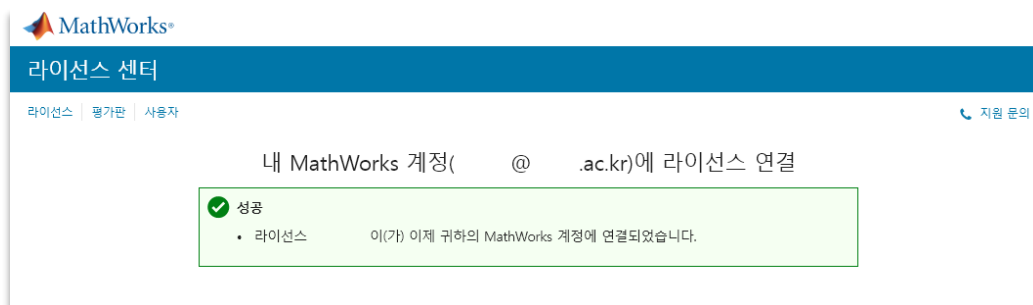 MathWorks®
라이선스 센터
라이선스 평가판 사용자 지원 문의
내 MathWorks 계정( @ .ac.kr)에 라이선스 연결
성공
• 라이선스 이(가) 이제 귀하의 MathWorks 계정에 연결되었습니다.